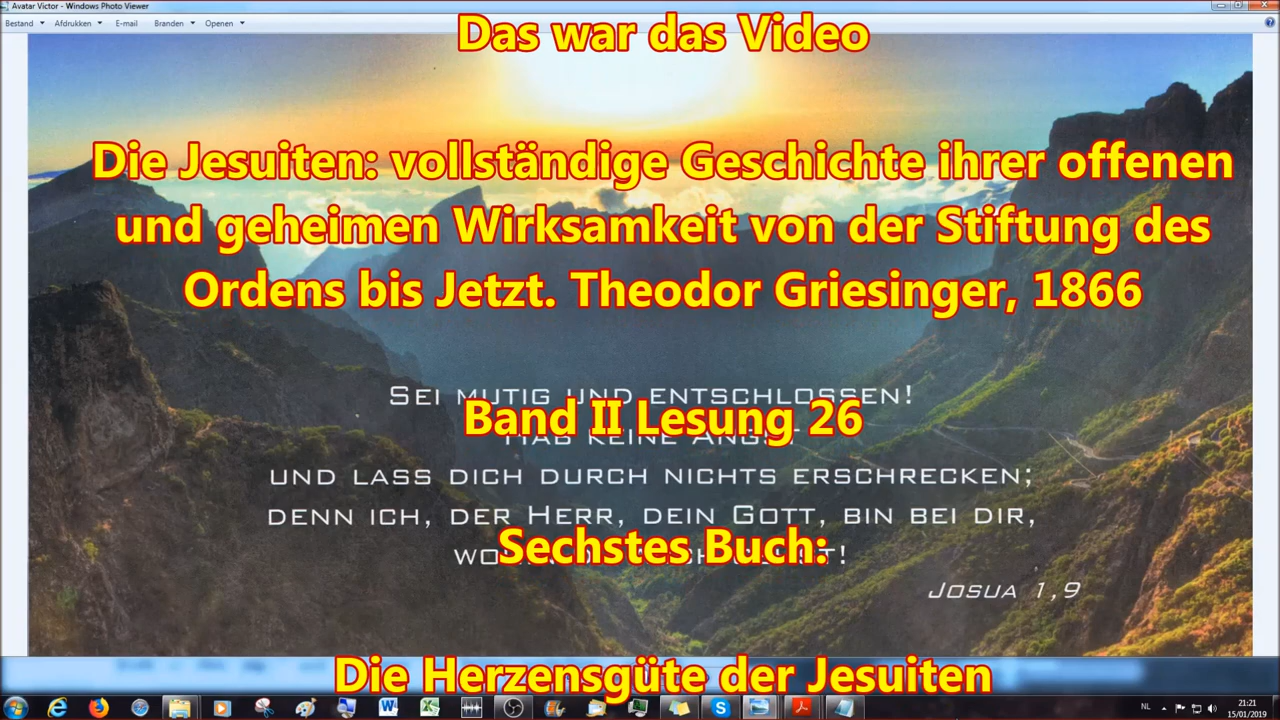 Avatar Victor - Windows Photo Viewer
Bestand Afdrukken E-mail Branden Openen
Das war das Video
Die Jesuiten: vollständige Geschichte ihrer offenen
und geheimen Wirksamkeit von der Stiftung des
Ordens bis Jetzt. Theodor Griesinger, 1866
Sei mutig und entschlossen!
Band II Lesung 26
Hab keine Angst
und lass dich durch nichts erschrecken;
denn ich, der Herr, dein Gott, bin bei dir,
Sechstes Buch:
Josua 1,9
Die Herzensgüte der Jesuiten
NL
21:21
15/01/2019